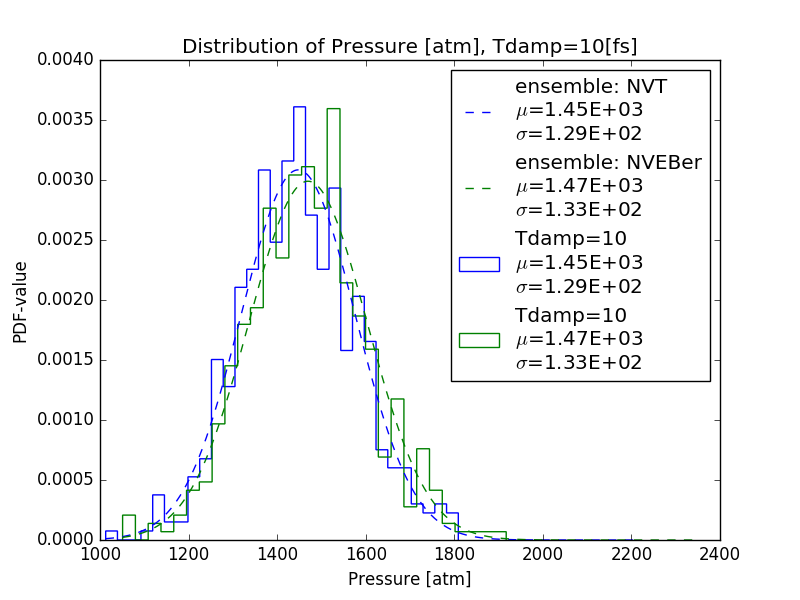 Distribution of Pressure [atm], Tdamp=10[fs]
0.0040
0.0035
0.0030
0.0025
0.0020
0.0015
0.0010
0.0005
0.0000
PDF-value
ensemble: NVT
μ=1.45E+03
σ=1.29E+02
ensemble: NVEBer
μ=1.47E+03
σ=1.33E+02
Tdamp=10
μ=1.45E+03
σ=1.29E+02
Tdamp=10
μ=1.47E+03
σ=1.33E+02
1000 1200 1400 1600 1800 2000 2200 2400
Pressure [atm]